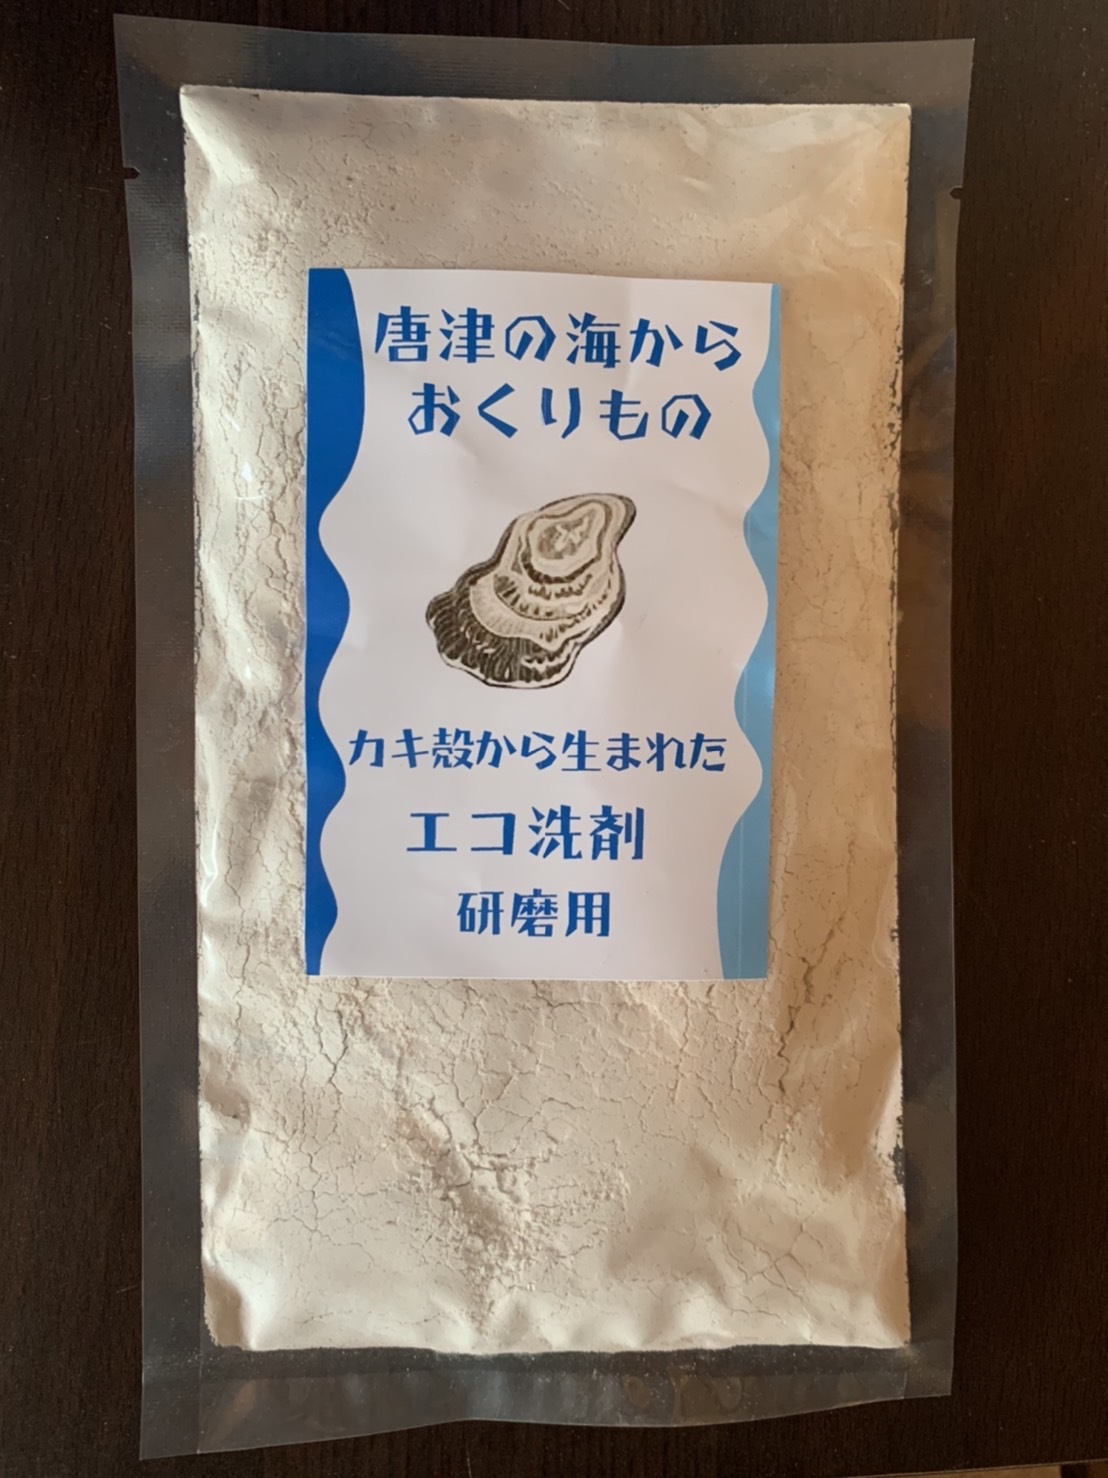 唐津の海から
おくりもの
カキ殻から生まれた
エコ洗剤
研磨用